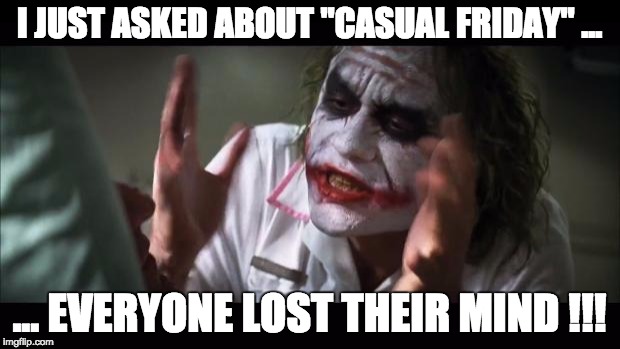 I JUST ASKED ABOUT "CASUAL FRIDAY" ...
... EVERYONE LOST THEIR MIND !!!
imgflip.com